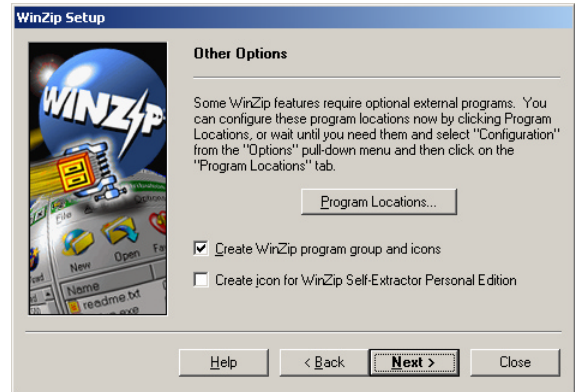 WinZip Setup
Other Options
Some WinZip features require optional external programs. You
can configure these program locations now by clicking Program
Locations, or wait until you need them and select "Configuration"
from the "Options" pull-down menu and then click on the
"Program Locations" tab.
Program Locations...
Create WinZip program group and icons
Create icon for WinZip Self-Extractor Personal Edition
WINZIP
File Options
New Open Fav
Name
readme.txt
Help < Back Next > Close